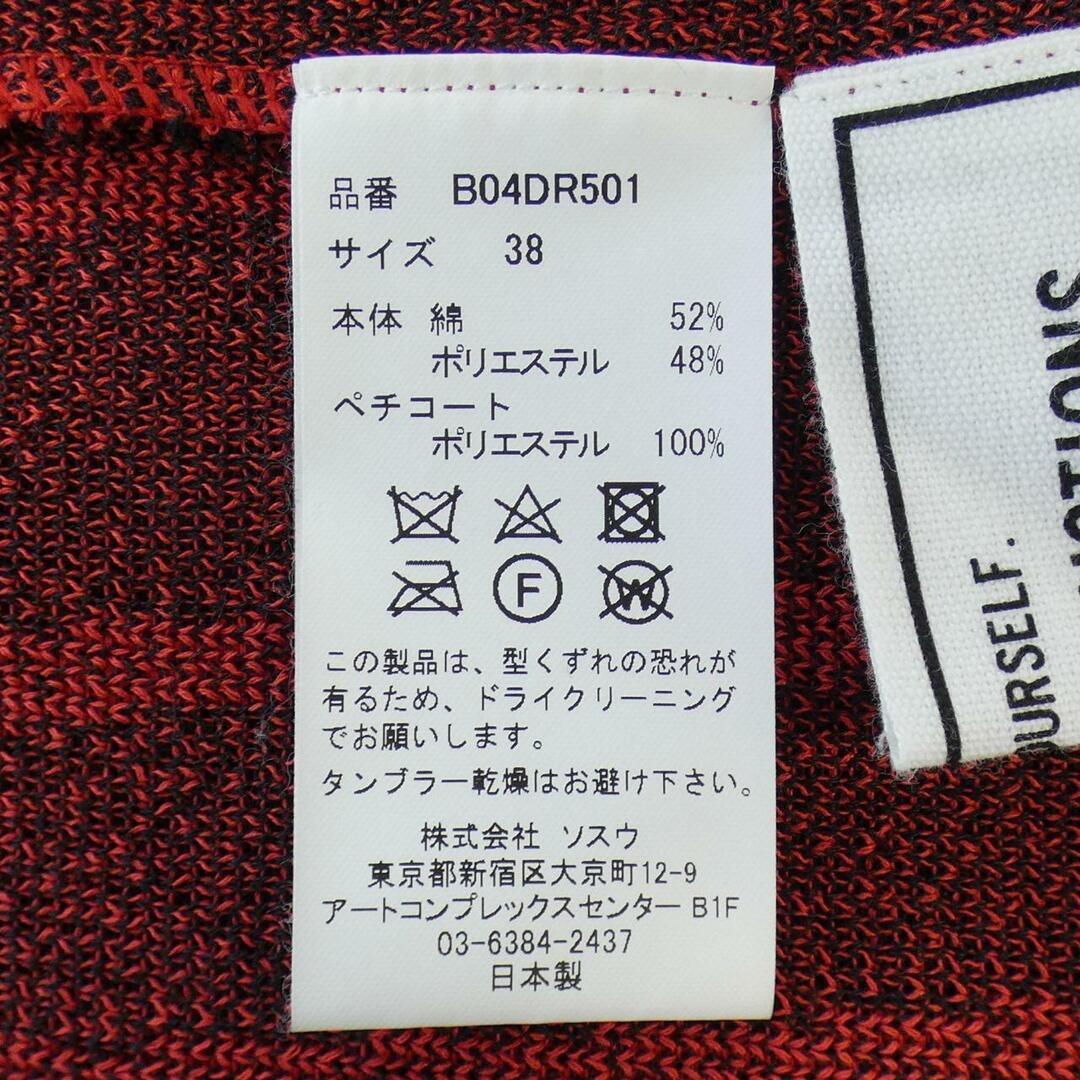 品番 B04DR501
サイズ 38
本体 綿 52%
ポリエステル 48%
ペチコート
ポリエステル 100%
F
W
この製品は、型くずれの恐れが
有るため、ドライクリーニング
でお願いします。
タンブラー乾燥はお避け下さい。
株式会社 ソスウ
東京都新宿区大京町12-9
アートコンプレックスセンター B1F
03-6384-2437
日本製
OURSELF.